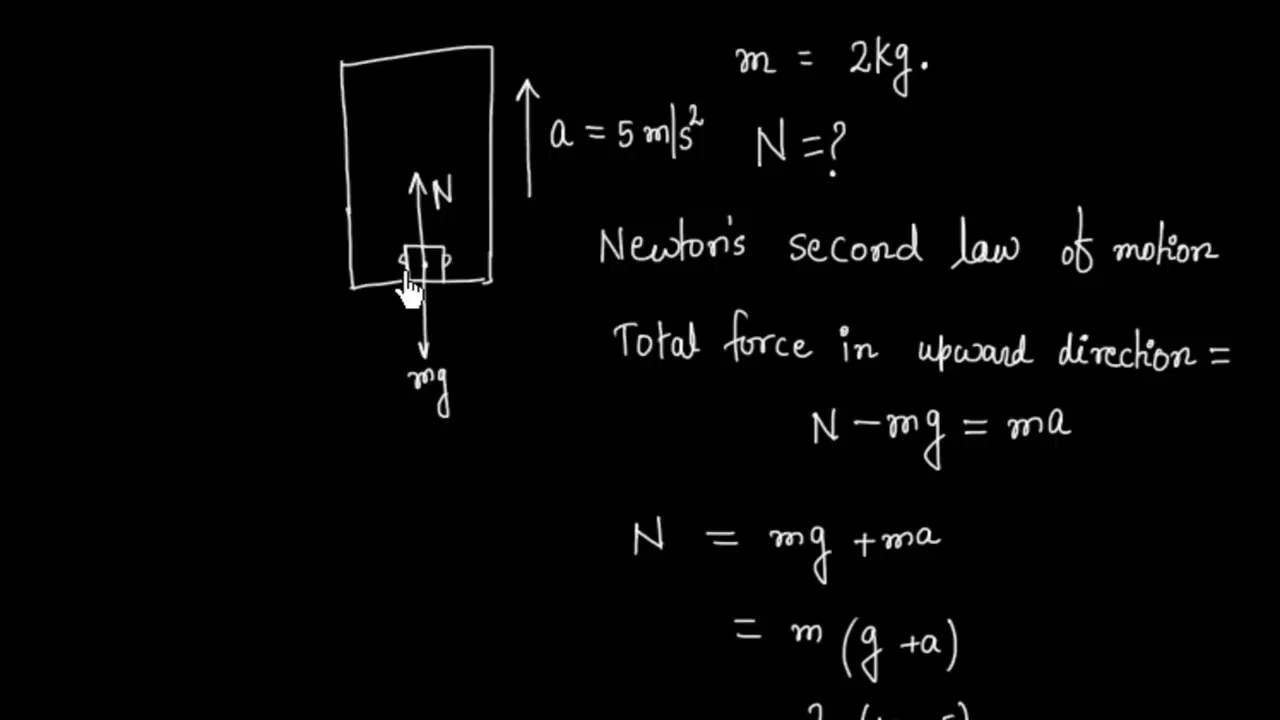 m = 2kg.
a = 5 m/s² N = ?
N
mg
Newton's second law of motion
Total force in upward direction =
N - mg = ma
N = mg + ma
= m (g + a)